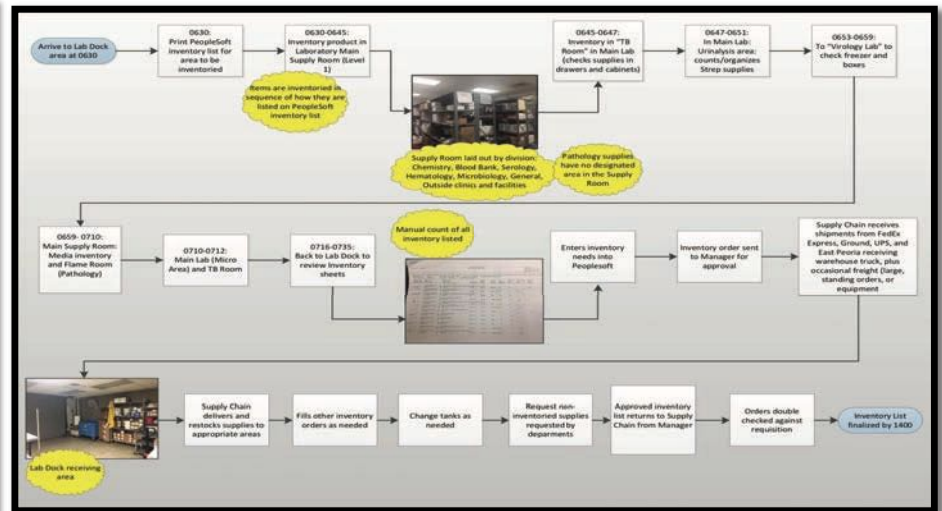 Arrive to Lab Dock
area at 0630
0630:
Print PeopleSoft
inventory list for
area to be
inventoried
0630-0645:
Inventory product in
Laboratory Main
Supply Room (Level
1)
Items are inventoried in
sequence of how they are
listed on PeopleSoft
inventory list
Supply Room laid out by division:
Chemistry, Blood Bank, Serology,
Hematology, Microbiology, General,
Outside clinics and facilities
Pathology supplies
have no designated
area in the Supply
Room
0645-0647:
Inventory in "TB
Room" in Main Lab
(checks supplies in
drawers and cabinets)
0647-0651:
In Main Lab:
Urinalysis area:
counts/organizes
Strep supplies
0653-0659:
To "Virology Lab" to
check freezer and
boxes
0659- 0710:
Main Supply Room:
Media inventory
and Flame Room
(Pathology)
0710-0712:
Main Lab (Micro
Area) and TB Room
0716-0735:
Back to Lab Dock to
review Inventory
sheets
Manual count of all
inventory listed
Enters inventory
needs into
Peoplesoft
Inventory order sent
to Manager for
approval
Supply Chain receives
shipments from FedEx
Express, Ground, UPS, and
East Peoria receiving
warehouse truck, plus
occasional freight (large,
standing orders, or
equipment
Lab Dock receiving
area
Supply Chain
delivers and
restocks supplies to
appropriate areas
Fills other inventory
orders as needed
Change tanks as
needed
Request non-
inventoried supplies
requested by
deparments
Approved inventory
list returns to Supply
Chain from Manager
Orders double
checked against
requisition
Inventory List
finalized by 1400